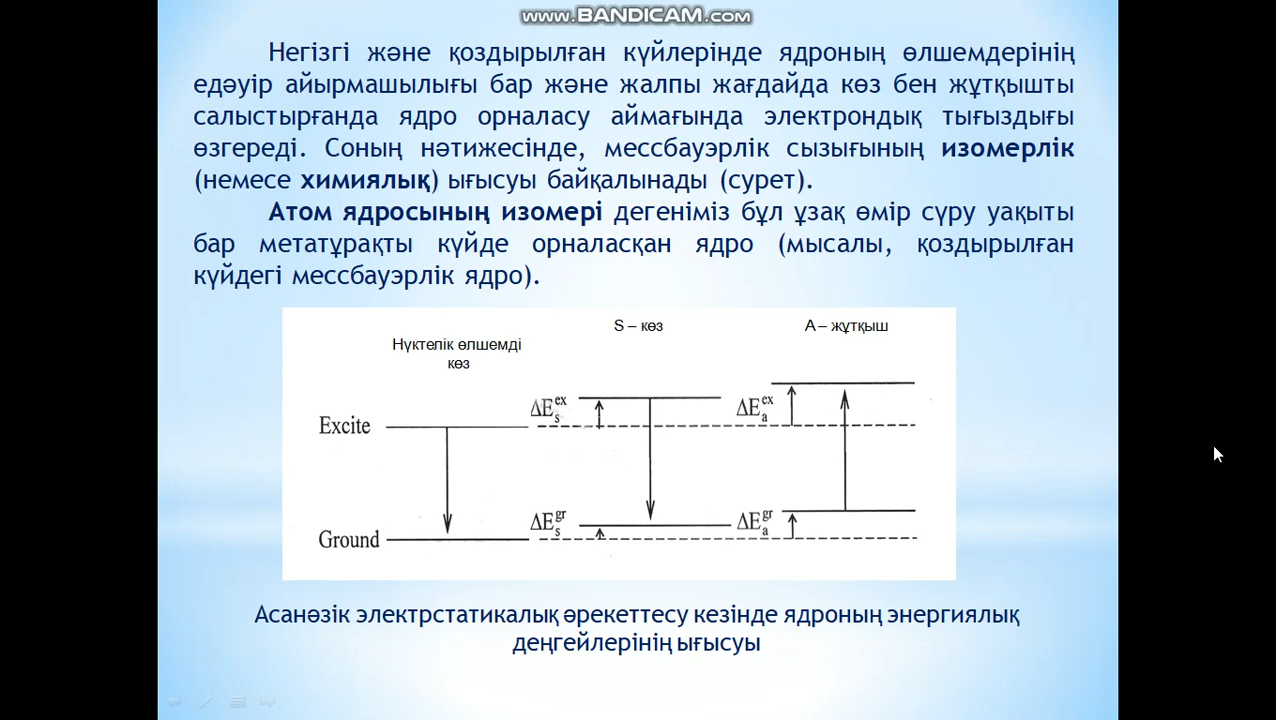 www.BANDICAM.com
Негізгі және қоздырылған күйлерінде ядроның өлшемдерінің
едәуір айырмашылығы бар және жалпы жағдайда көз бен жұтқышты
салыстырғанда ядро орналасу аймағында электрондық тығыздығы
өзгереді. Соның нәтижесінде, мессбауэрлік сызығының изомерлік
(немесе химиялық) ығысуы байқалынады (сурет).
Атом ядросының изомері дегеніміз бұл ұзақ өмір сүру уақыты
бар метатұрақты күйде орналасқан ядро (мысалы, қоздырылған
күйдегі мессбауэрлік ядро).
S – көз
A – жұтқыш
Нүктелік өлшемді
көз
Excite
ΔE_s^ex
ΔE_a^ex
Ground
ΔE_s^gr
ΔE_a^gr
Асанәзік электрстатикалық әрекеттесу кезінде ядроның энергиялық
деңгейлерінің ығысуы